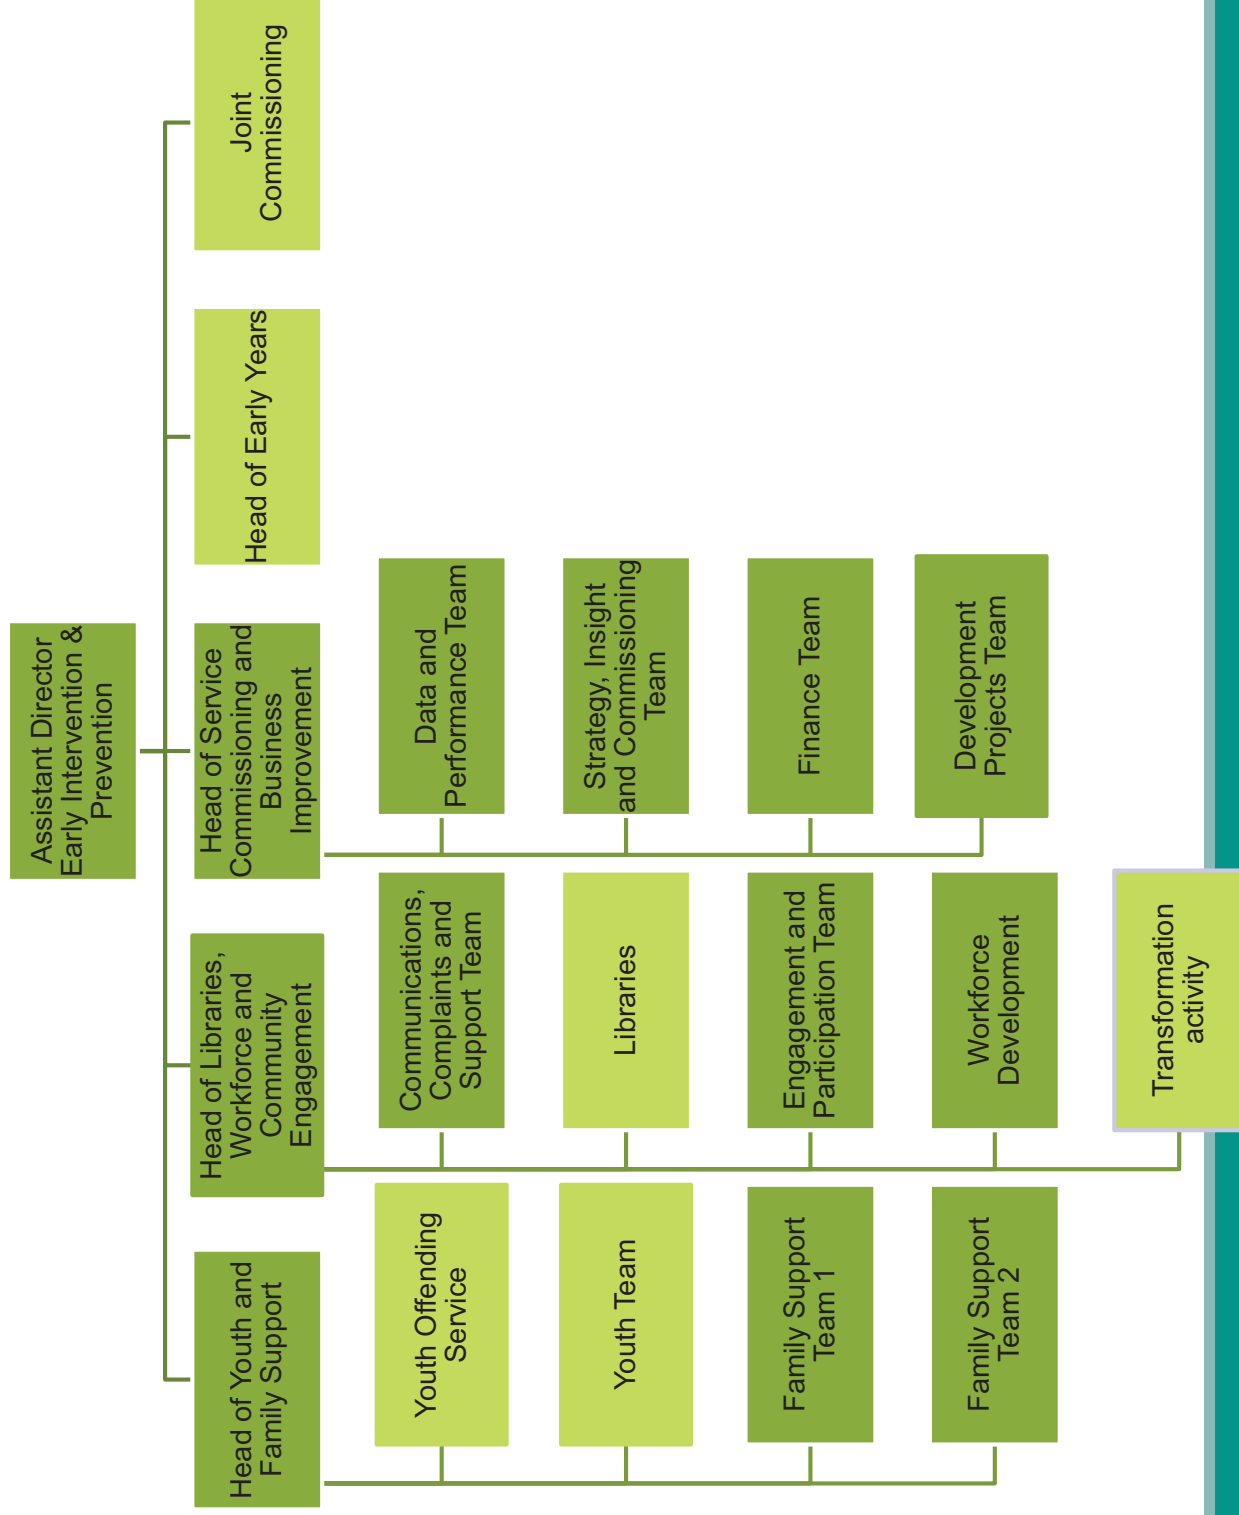 Assistant Director
Early Intervention &
Prevention
Head of Youth and
Family Support
Head of Libraries,
Workforce and
Community
Engagement
Head of Service
Commissioning and
Business
Improvement
Head of Early Years
Joint
Commissioning
Youth Offending
Service
Youth Team
Family Support
Team 1
Family Support
Team 2
Communications,
Complaints and
Support Team
Libraries
Engagement and
Participation Team
Workforce
Development
Transformation
activity
Data and
Performance Team
Strategy, Insight
and Commissioning
Team
Finance Team
Development
Projects Team